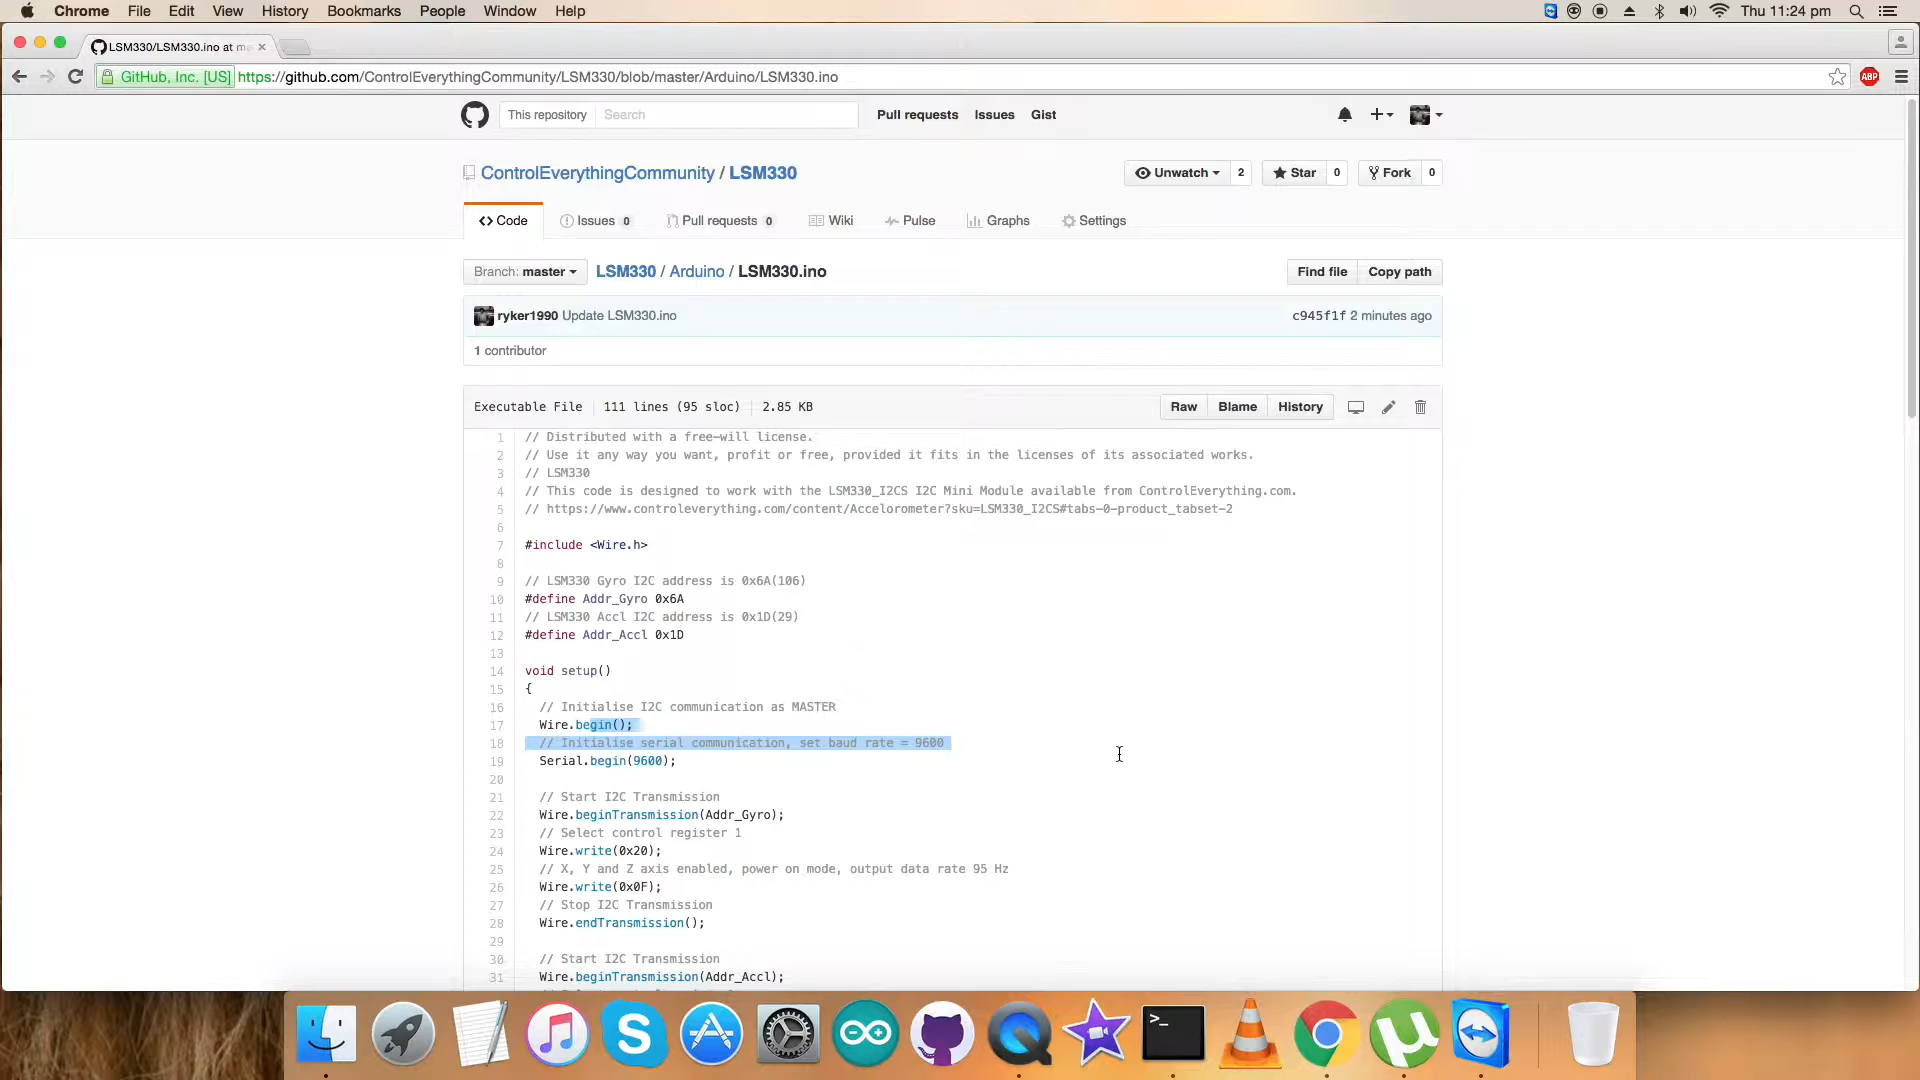 Chrome File Edit View History Bookmarks People Window Help Thu 11:24 pm
LSM330/LSM330.ino at m
GitHub, Inc. [US] https://github.com/ControlEverythingCommunity/LSM330/blob/master/Arduino/LSM330.ino ABP
This repository Search Pull requests Issues Gist
ControlEverythingCommunity / LSM330 Unwatch 2 Star 0 Fork 0
Code Issues 0 Pull requests 0 Wiki Pulse Graphs Settings
Branch: master LSM330 / Arduino / LSM330.ino Find file Copy path
ryker1990 Update LSM330.ino c945f1f 2 minutes ago
1 contributor
Executable File 111 lines (95 sloc) 2.85 KB Raw Blame History
1 // Distributed with a free-will license.
2 // Use it any way you want, profit or free, provided it fits in the licenses of its associated works.
3 // LSM330
4 // This code is designed to work with the LSM330_I2CS I2C Mini Module available from ControlEverything.com.
5 // https://www.controleverything.com/content/Accelorometer?sku=LSM330_I2CS#tabs-0-product_tabset-2
6
7 #include <Wire.h>
8
9 // LSM330 Gyro I2C address is 0x6A(106)
10 #define Addr_Gyro 0x6A
11 // LSM330 Accl I2C address is 0x1D(29)
12 #define Addr_Accl 0x1D
13
14 void setup()
15 {
16 // Initialise I2C communication as MASTER
17 Wire.begin();
18 // Initialise serial communication, set baud rate = 9600
19 Serial.begin(9600);
20
21 // Start I2C Transmission
22 Wire.beginTransmission(Addr_Gyro);
23 // Select control register 1
24 Wire.write(0x20);
25 // X, Y and Z axis enabled, power on mode, output data rate 95 Hz
26 Wire.write(0x0F);
27 // Stop I2C Transmission
28 Wire.endTransmission();
29
30 // Start I2C Transmission
31 Wire.beginTransmission(Addr_Accl);